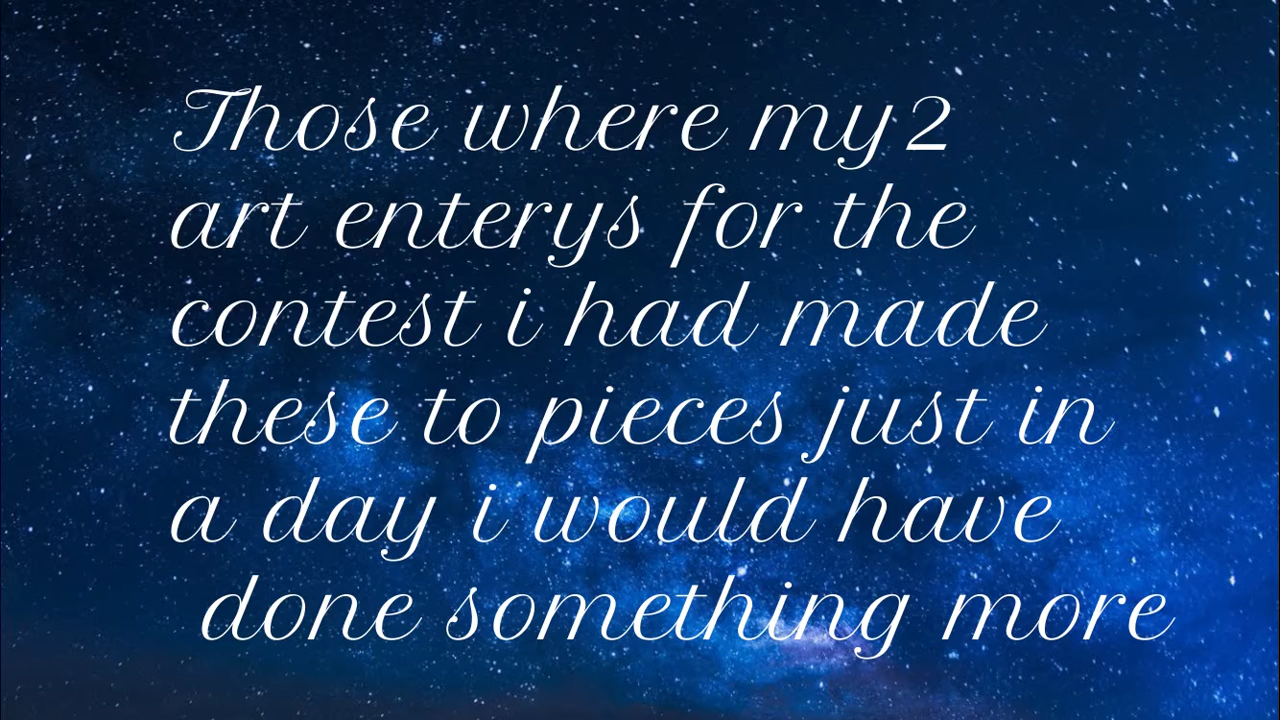 Those where my 2
art enterys for the
contest i had made
these to pieces just in
a day i would have
done something more